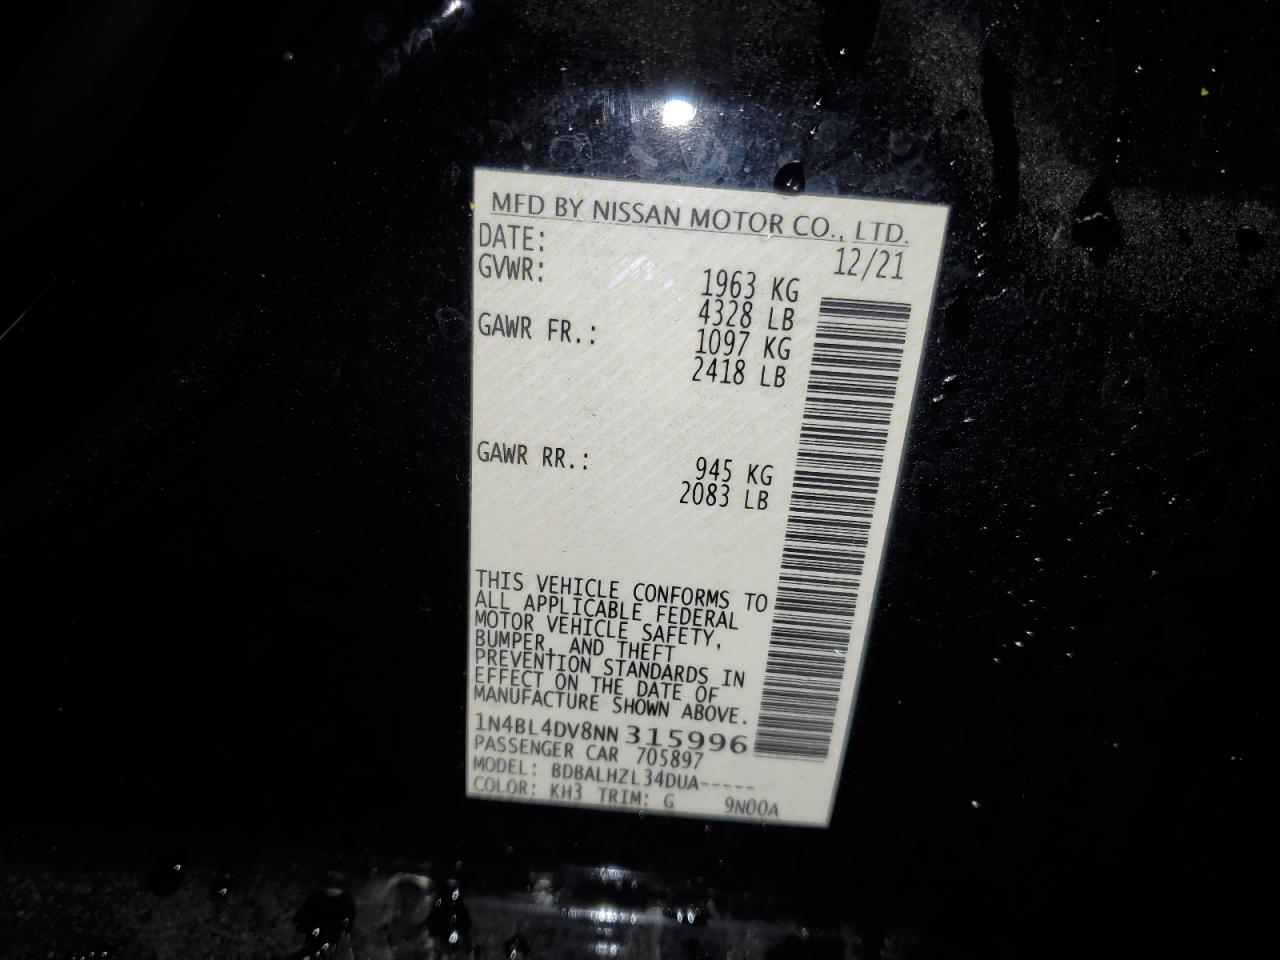 MFD BY NISSAN MOTOR CO., LTD.
DATE: 12/21
GVWR: 1963 KG
4328 LB
GAWR FR.: 1097 KG
2418 LB
GAWR RR.: 945 KG
2083 LB
THIS VEHICLE CONFORMS TO
ALL APPLICABLE FEDERAL
MOTOR VEHICLE SAFETY,
BUMPER, AND THEFT
PREVENTION STANDARDS IN
EFFECT ON THE DATE OF
MANUFACTURE SHOWN ABOVE.
1N4BL4DV8NN315996
PASSENGER CAR 705897
MODEL: BDBALHZL34DUA-----
COLOR: KH3 TRIM: G 9N00A